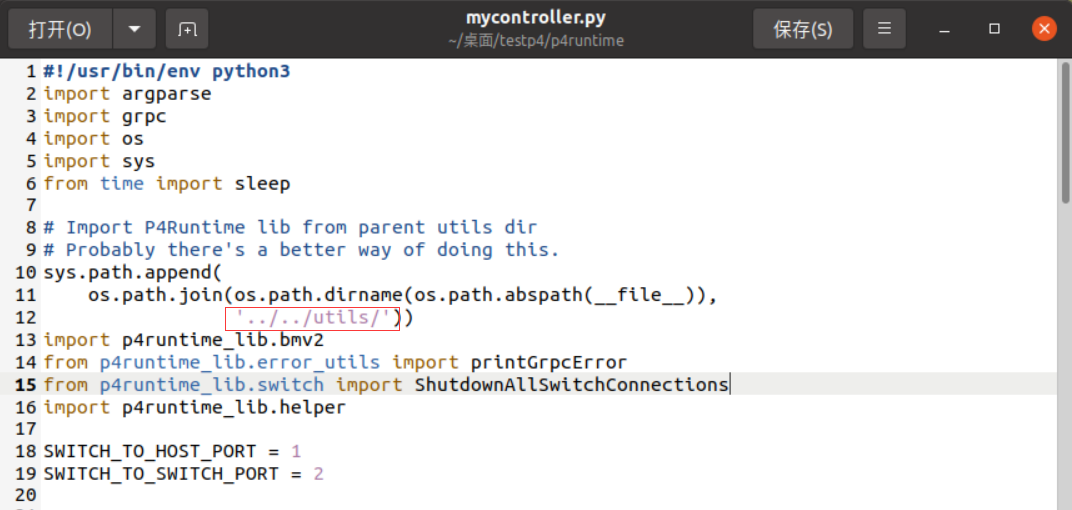 打开(O)
mycontroller.py
~/桌面/testp4/p4runtime
保存(S)
1 #!/usr/bin/env python3
2 import argparse
3 import grpc
4 import os
5 import sys
6 from time import sleep
7
8 # Import P4Runtime lib from parent utils dir
9 # Probably there's a better way of doing this.
10 sys.path.append(
11     os.path.join(os.path.dirname(os.path.abspath(__file__)),
12                  '../../utils/'))
13 import p4runtime_lib.bmv2
14 from p4runtime_lib.error_utils import printGrpcError
15 from p4runtime_lib.switch import ShutdownAllSwitchConnections
16 import p4runtime_lib.helper
17
18 SWITCH_TO_HOST_PORT = 1
19 SWITCH_TO_SWITCH_PORT = 2
20